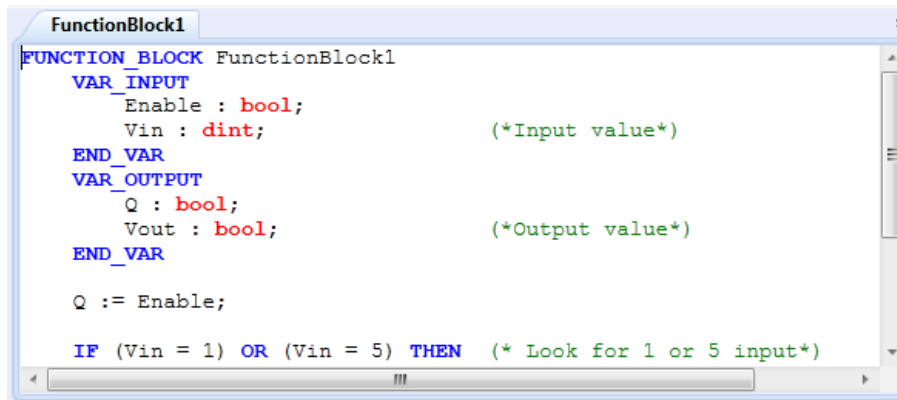 FunctionBlock1
FUNCTION_BLOCK FunctionBlock1
VAR_INPUT
Enable : bool;
Vin : dint; (*Input value*)
END_VAR
VAR_OUTPUT
Q : bool;
Vout : bool; (*Output value*)
END_VAR
Q := Enable;
IF (Vin = 1) OR (Vin = 5) THEN (* Look for 1 or 5 input*)